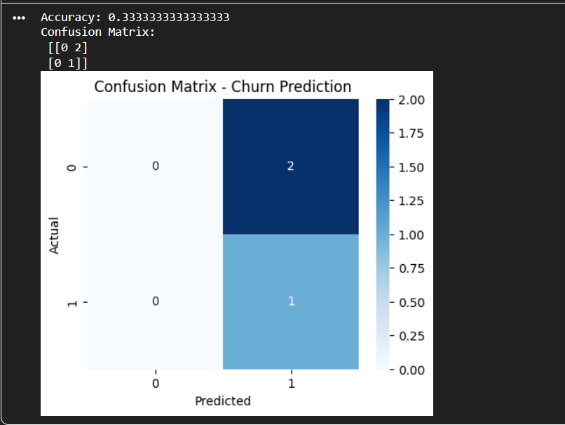 Accuracy: 0.3333333333333333
Confusion Matrix:
[[0 2]
[0 1]]
Confusion Matrix - Churn Prediction
2.00
0 0 2
1.75
1.50
1.25
Actual
1.00
0.75
1 0 1
0.50
0.25
0.00
0 1
Predicted